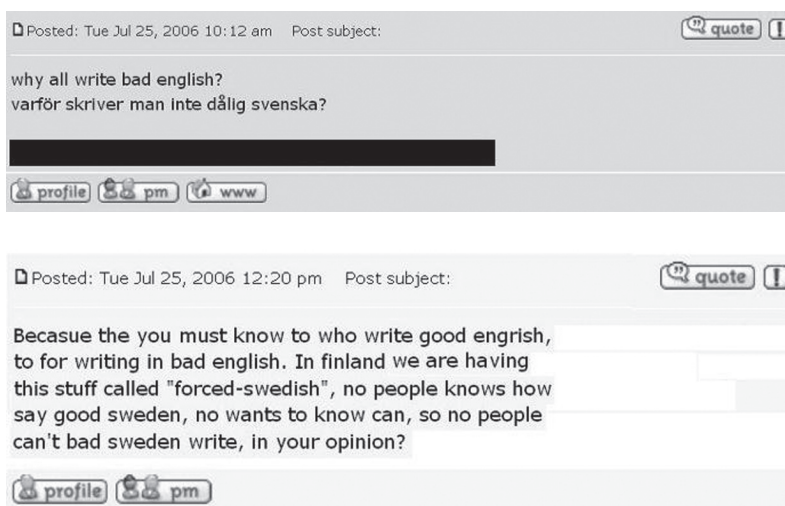 Posted: Tue Jul 25, 2006 10:12 am Post subject: quote !
why all write bad english?
varför skriver man inte dålig svenska?
profile pm www
Posted: Tue Jul 25, 2006 12:20 pm Post subject: quote !
Becasue the you must know to who write good engrish,
to for writing in bad english. In finland we are having
this stuff called "forced-swedish", no people knows how
say good sweden, no wants to know can, so no people
can't bad sweden write, in your opinion?
profile pm